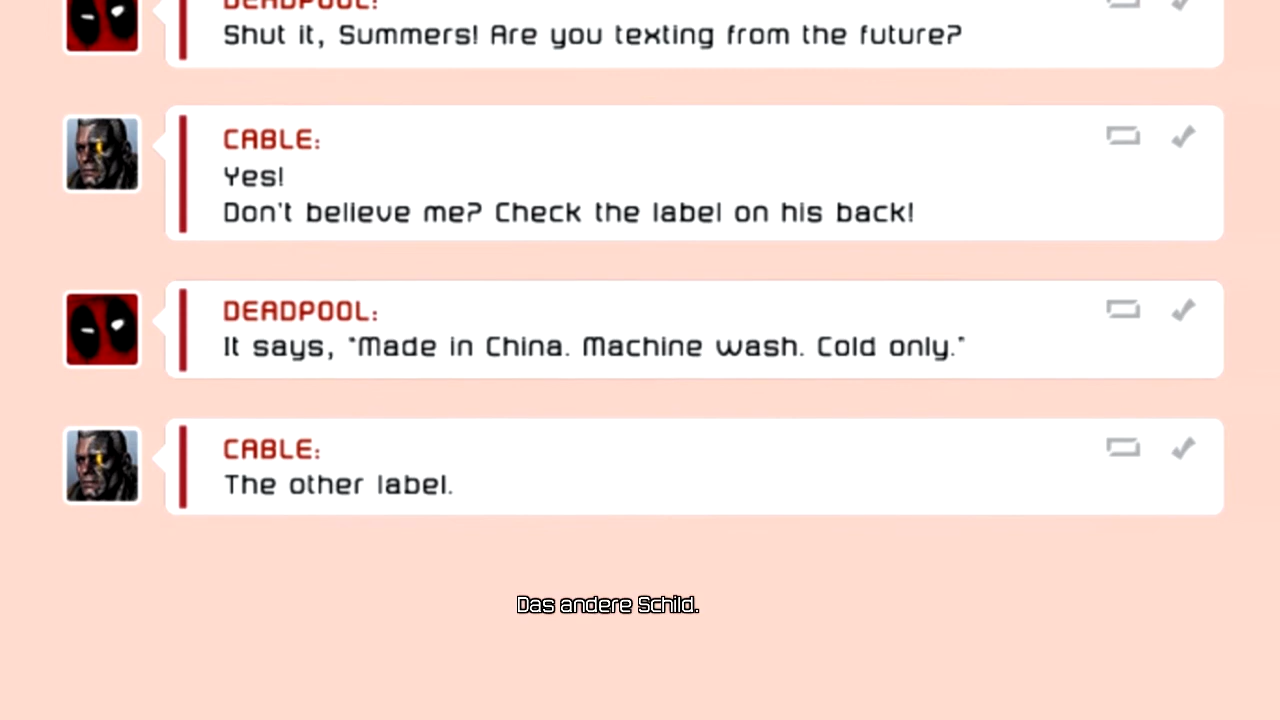 DEADPOOL:
Shut it, Summers! Are you texting from the future?
CABLE:
Yes!
Don't believe me? Check the label on his back!
DEADPOOL:
It says, "Made in China. Machine wash. Cold only."
CABLE:
The other label.
Das andere Schild.